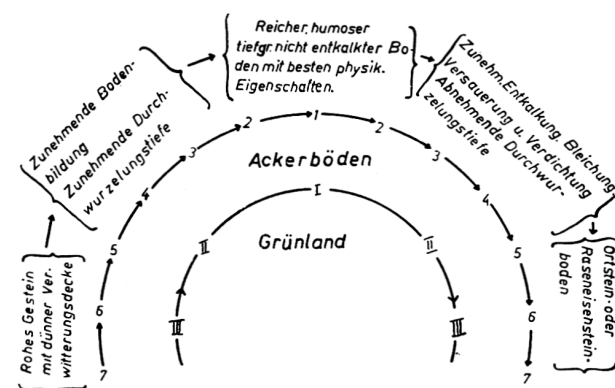 Rohes Gestein
mit dünner Ver-
witterungsdecke
Zunehmende Boden-
bildung
Zunehmende Durch-
wurzelungstiefe
Reicher, humoser
tiefgr. nicht entkalkter Bo-
den mit besten physik.
Eigenschaften.
Zunehm. Entkalkung. Bleichung
Versauerung u. Verdichtung
Abnehmende Durchwur-
zelungstiefe
Ortstein- oder
Raseneisenstein-
boden
7
6
5
4
3
2
1
2
3
4
5
6
7
Ackerböden
III
II
I
II
III
Grünland